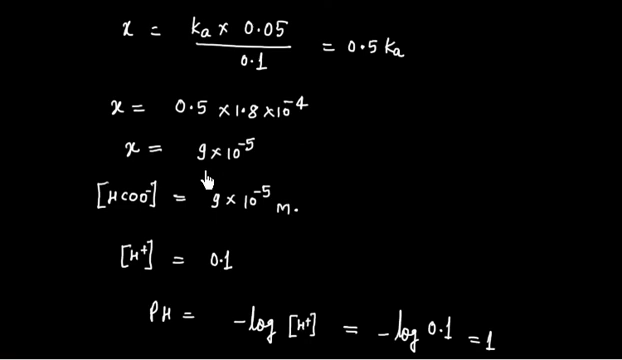 x = ka × 0.05 / 0.1 = 0.5 ka
x = 0.5 × 1.8 × 10⁻⁴
x = 9 × 10⁻⁵
[HCOO⁻] = 9 × 10⁻⁵ M.
[H⁺] = 0.1
PH = -log [H⁺] = -log 0.1 = 1